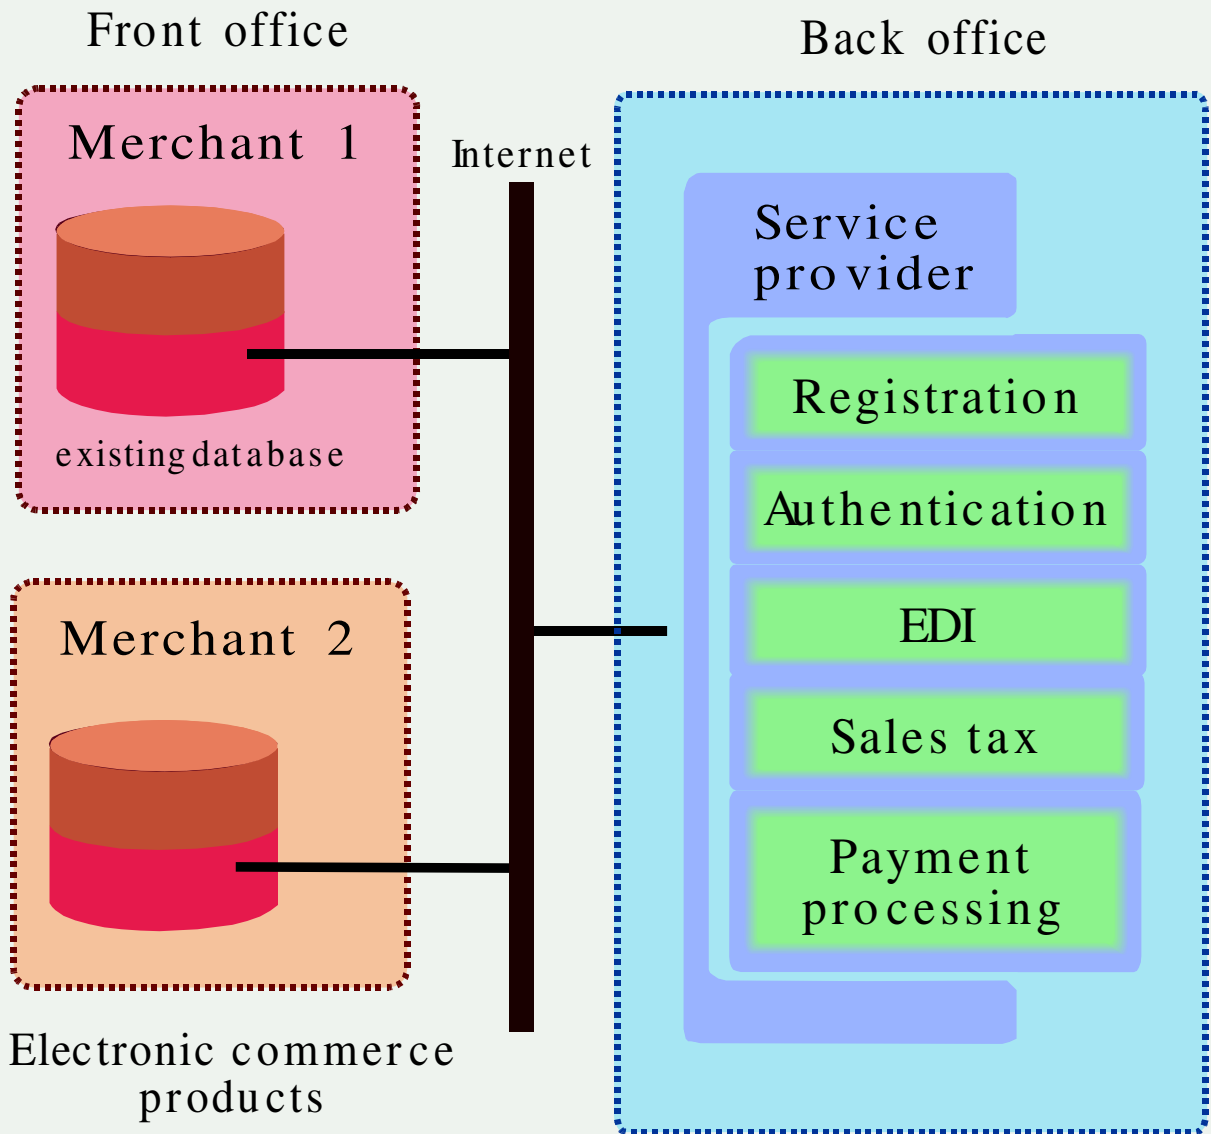 Front office
Back office
Merchant 1
Internet
existing database
Merchant 2
Electronic commerce
products
Service
provider
Registration
Authentication
EDI
Sales tax
Payment
processing